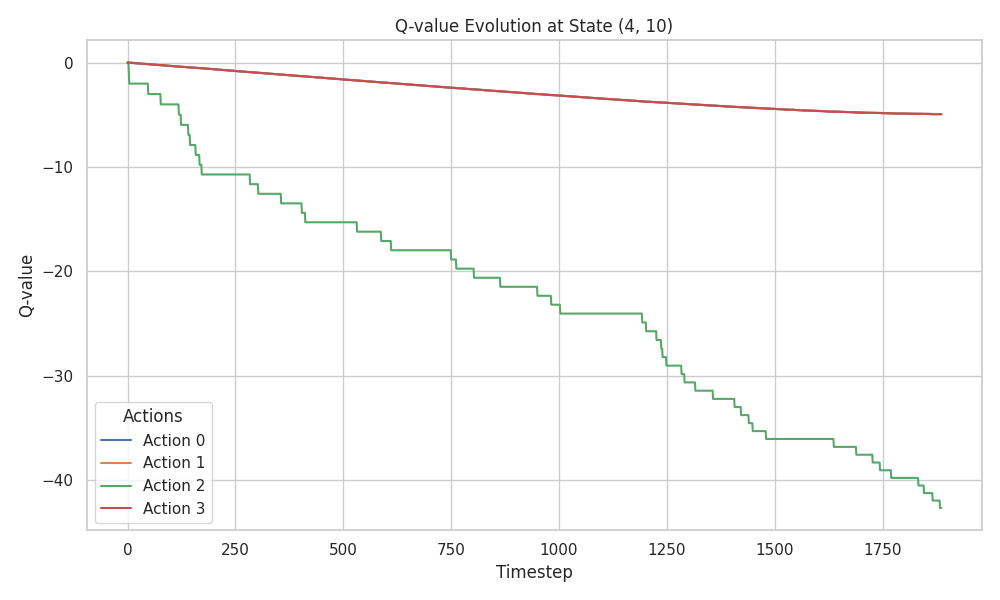 Q-value Evolution at State (4, 10)
0
−10
−20
−30
−40
Q-value
Actions
Action 0
Action 1
Action 2
Action 3
0 250 500 750 1000 1250 1500 1750
Timestep